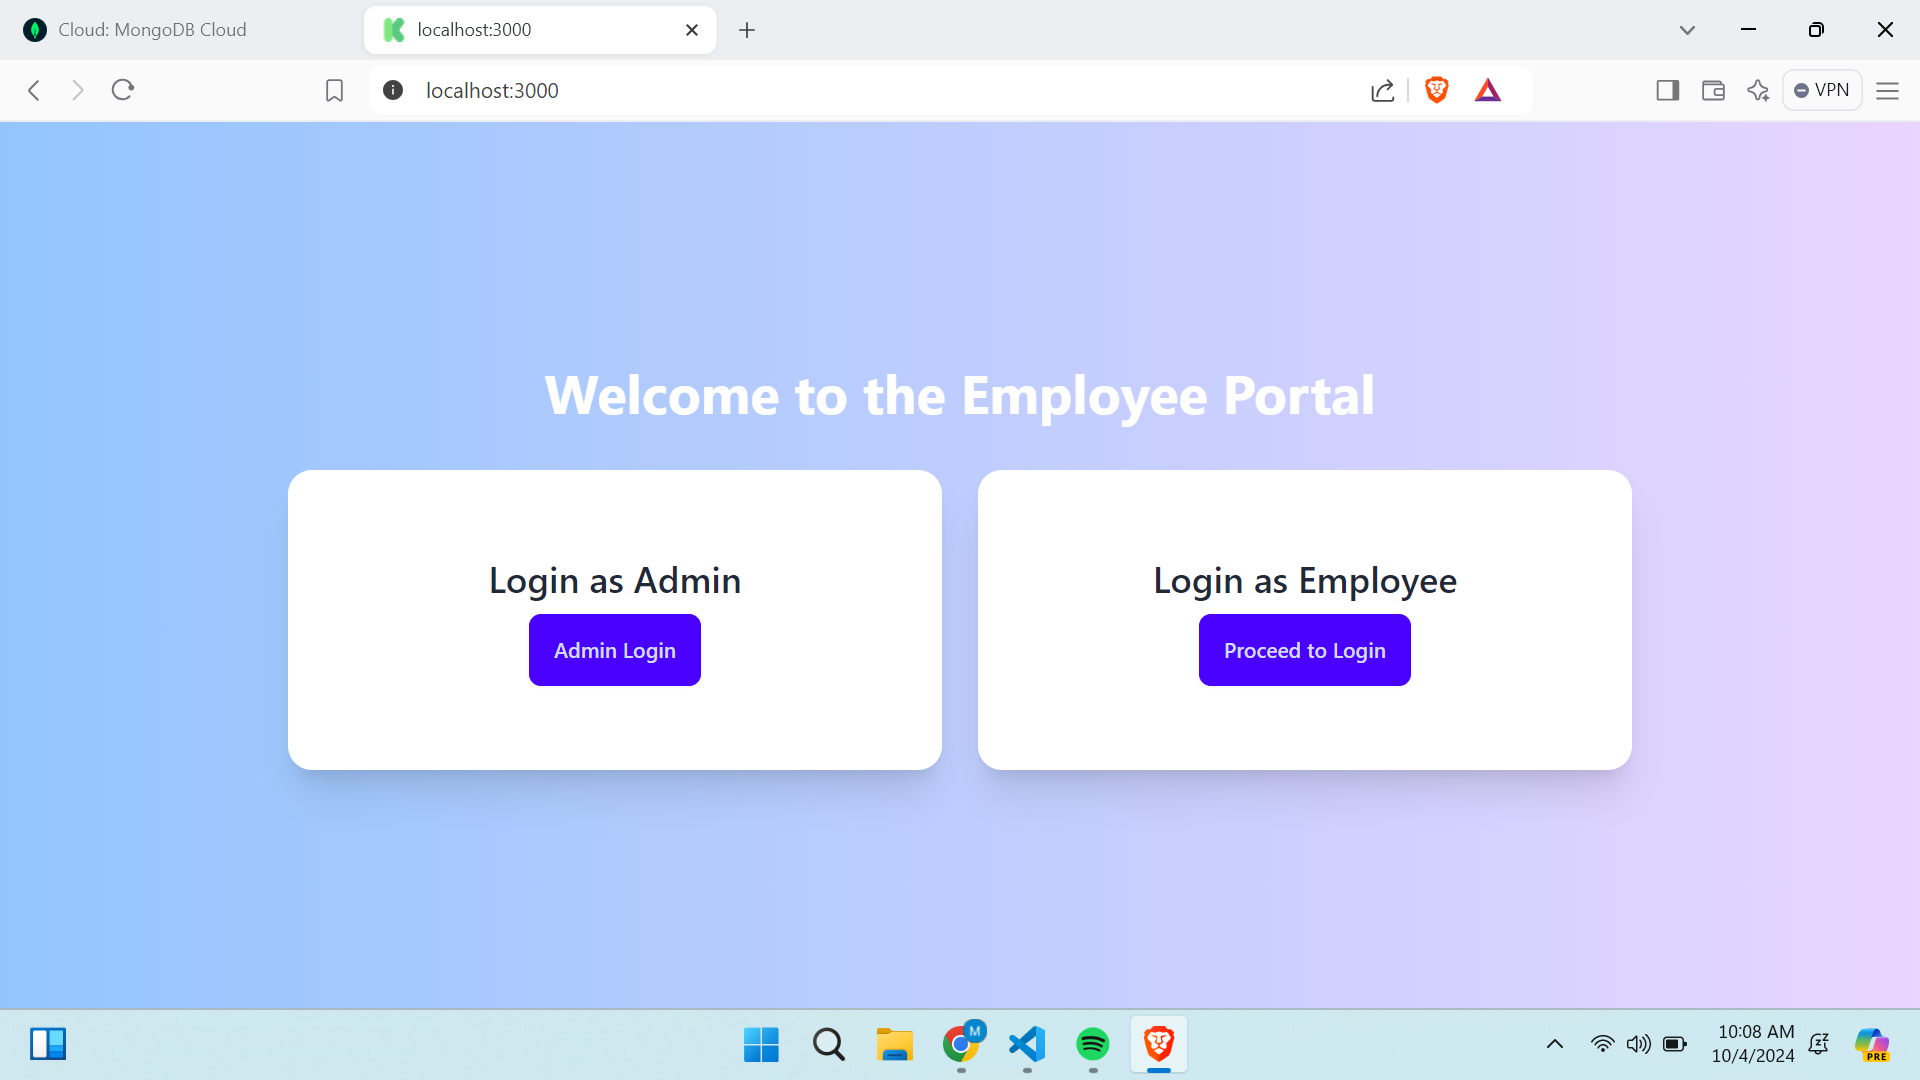 Cloud: MongoDB Cloud
localhost:3000
localhost:3000
VPN
Welcome to the Employee Portal
Login as Admin
Admin Login
Login as Employee
Proceed to Login
M
10:08 AM
10/4/2024
PRE